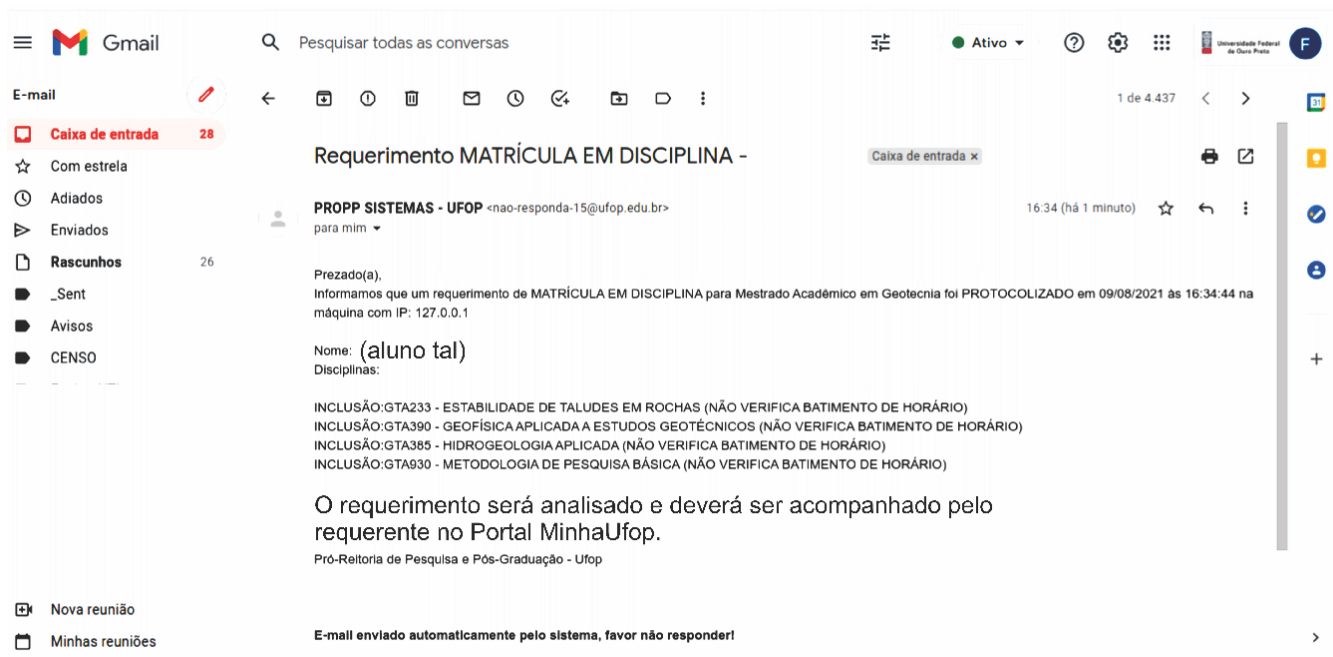 Gmail
Pesquisar todas as conversas
Ativo
Universidade Federal
de Ouro Preto
F
E-mail
1 de 4.437
31
Caixa de entrada 28
Com estrela
Adiados
Enviados
Rascunhos 26
_Sent
Avisos
CENSO
Requerimento MATRÍCULA EM DISCIPLINA -
Caixa de entrada ×
PROPP SISTEMAS - UFOP <nao-responda-15@ufop.edu.br>
16:34 (há 1 minuto)
para mim
Prezado(a),
Informamos que um requerimento de MATRÍCULA EM DISCIPLINA para Mestrado Acadêmico em Geotecnia foi PROTOCOLIZADO em 09/08/2021 às 16:34:44 na
máquina com IP: 127.0.0.1
Nome: (aluno tal)
Disciplinas:
INCLUSÃO:GTA233 - ESTABILIDADE DE TALUDES EM ROCHAS (NÃO VERIFICA BATIMENTO DE HORÁRIO)
INCLUSÃO:GTA390 - GEOFÍSICA APLICADA A ESTUDOS GEOTÉCNICOS (NÃO VERIFICA BATIMENTO DE HORÁRIO)
INCLUSÃO:GTA385 - HIDROGEOLOGIA APLICADA (NÃO VERIFICA BATIMENTO DE HORÁRIO)
INCLUSÃO:GTA930 - METODOLOGIA DE PESQUISA BÁSICA (NÃO VERIFICA BATIMENTO DE HORÁRIO)
O requerimento será analisado e deverá ser acompanhado pelo
requerente no Portal MinhaUfop.
Pró-Reitoria de Pesquisa e Pós-Graduação - Ufop
E-mail enviado automaticamente pelo sistema, favor não responder!
Nova reunião
Minhas reuniões